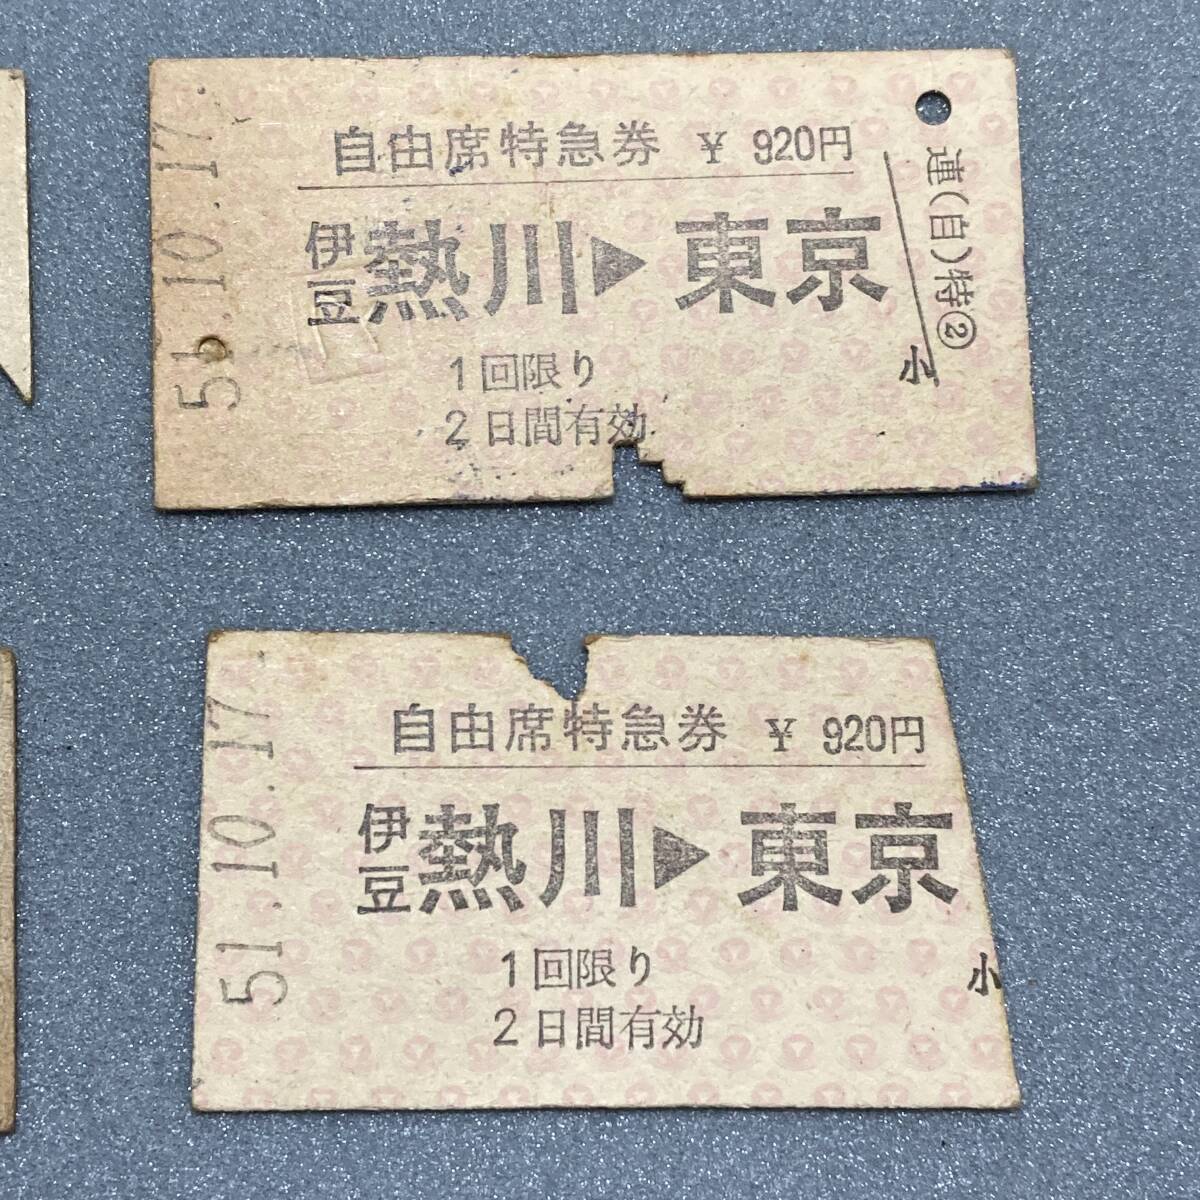 51.10.17
自由席特急券 ¥ 920円
伊豆熱川▶東京
1回限り
2日間有効
連(自)特②
小
51.10.17
自由席特急券 ¥ 920円
伊豆熱川▶東京
1回限り
2日間有効
小